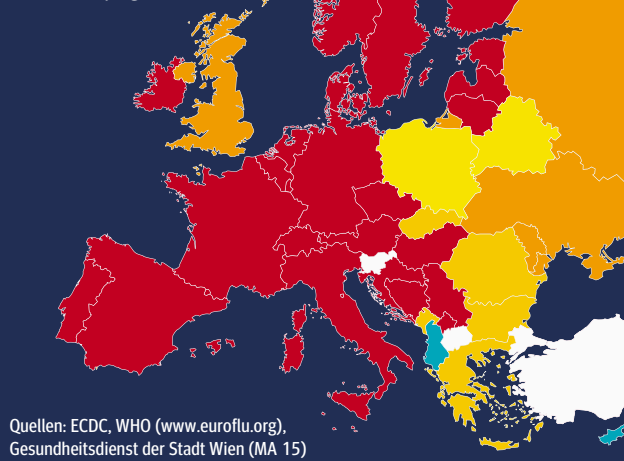 Quellen: ECDC, WHO (www.euroflu.org),
Gesundheitsdienst der Stadt Wien (MA 15)